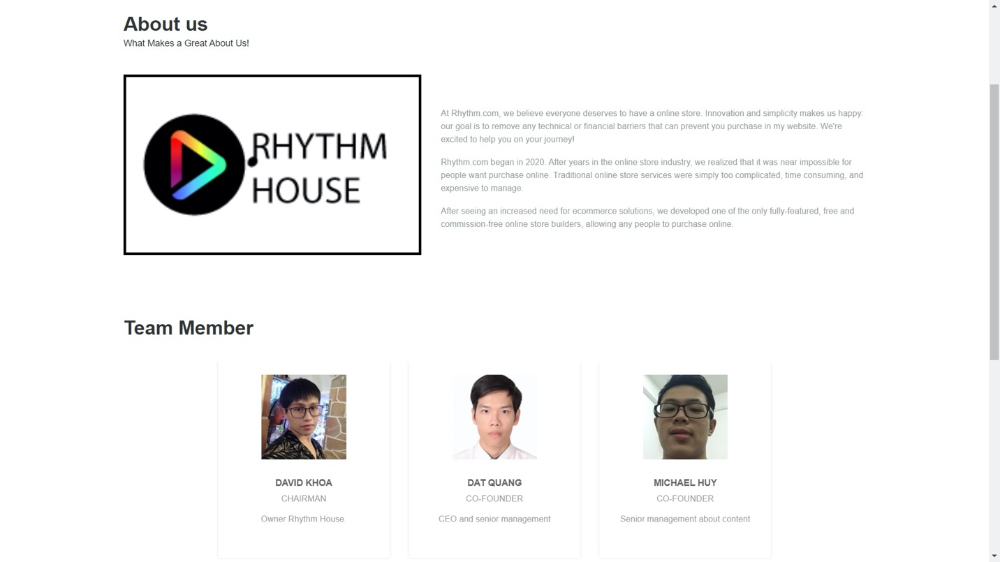 About us
What Makes a Great About Us!
RHYTHM
HOUSE
At Rhythm.com, we believe everyone deserves to have a online store. Innovation and simplicity makes us happy:
our goal is to remove any technical or financial barriers that can prevent you purchase in my website. We're
excited to help you on your journey!
Rhythm.com began in 2020. After years in the online store industry, we realized that it was near impossible for
people want purchase online. Traditional online store services were simply too complicated, time consuming, and
expensive to manage.
After seeing an increased need for ecommerce solutions, we developed one of the only fully-featured, free and
commission-free online store builders, allowing any people to purchase online.
Team Member
DAVID KHOA
CHAIRMAN
Owner Rhythm House.
DAT QUANG
CO-FOUNDER
CEO and senior management
MICHAEL HUY
CO-FOUNDER
Senior management about content